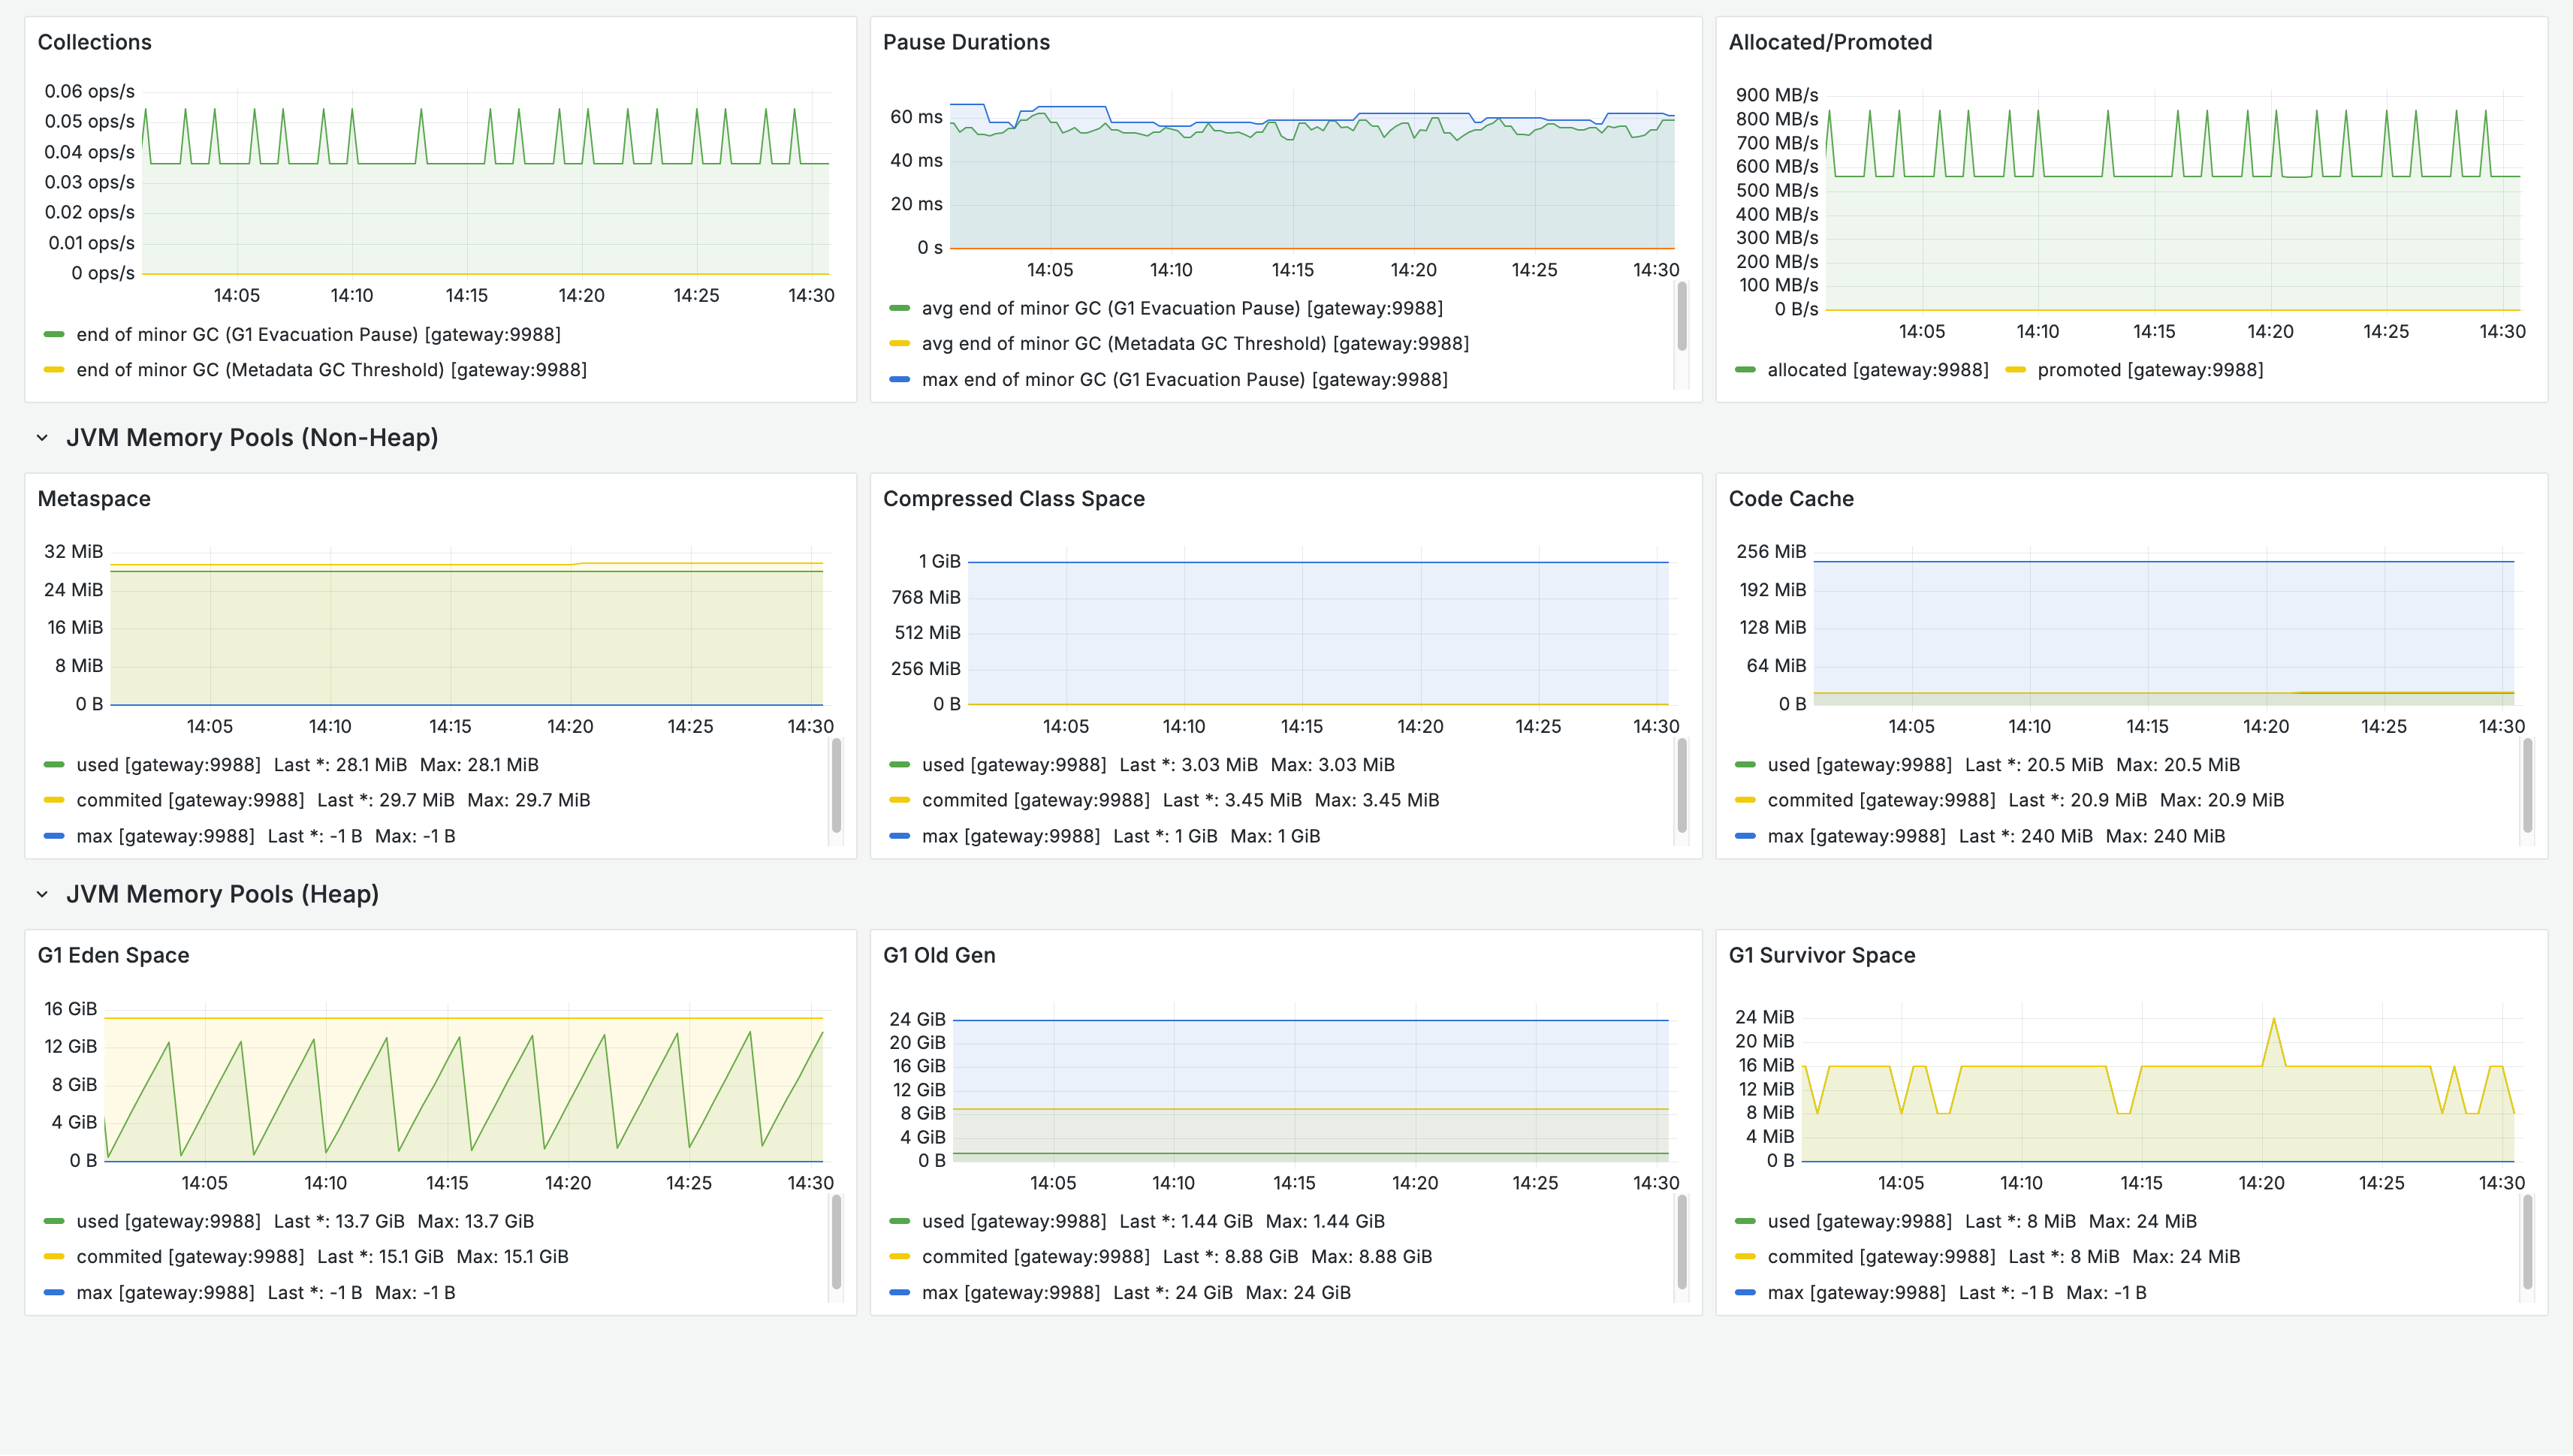 Collections
0.06 ops/s
0.05 ops/s
0.04 ops/s
0.03 ops/s
0.02 ops/s
0.01 ops/s
0 ops/s
14:05 14:10 14:15 14:20 14:25 14:30
end of minor GC (G1 Evacuation Pause) [gateway:9988]
end of minor GC (Metadata GC Threshold) [gateway:9988]
Pause Durations
60 ms
40 ms
20 ms
0 s
14:05 14:10 14:15 14:20 14:25 14:30
avg end of minor GC (G1 Evacuation Pause) [gateway:9988]
avg end of minor GC (Metadata GC Threshold) [gateway:9988]
max end of minor GC (G1 Evacuation Pause) [gateway:9988]
Allocated/Promoted
900 MB/s
800 MB/s
700 MB/s
600 MB/s
500 MB/s
400 MB/s
300 MB/s
200 MB/s
100 MB/s
0 B/s
14:05 14:10 14:15 14:20 14:25 14:30
allocated [gateway:9988] promoted [gateway:9988]
JVM Memory Pools (Non-Heap)
Metaspace
32 MiB
24 MiB
16 MiB
8 MiB
0 B
14:05 14:10 14:15 14:20 14:25 14:30
used [gateway:9988] Last *: 28.1 MiB Max: 28.1 MiB
commited [gateway:9988] Last *: 29.7 MiB Max: 29.7 MiB
max [gateway:9988] Last *: -1 B Max: -1 B
Compressed Class Space
1 GiB
768 MiB
512 MiB
256 MiB
0 B
14:05 14:10 14:15 14:20 14:25 14:30
used [gateway:9988] Last *: 3.03 MiB Max: 3.03 MiB
commited [gateway:9988] Last *: 3.45 MiB Max: 3.45 MiB
max [gateway:9988] Last *: 1 GiB Max: 1 GiB
Code Cache
256 MiB
192 MiB
128 MiB
64 MiB
0 B
14:05 14:10 14:15 14:20 14:25 14:30
used [gateway:9988] Last *: 20.5 MiB Max: 20.5 MiB
commited [gateway:9988] Last *: 20.9 MiB Max: 20.9 MiB
max [gateway:9988] Last *: 240 MiB Max: 240 MiB
JVM Memory Pools (Heap)
G1 Eden Space
16 GiB
12 GiB
8 GiB
4 GiB
0 B
14:05 14:10 14:15 14:20 14:25 14:30
used [gateway:9988] Last *: 13.7 GiB Max: 13.7 GiB
commited [gateway:9988] Last *: 15.1 GiB Max: 15.1 GiB
max [gateway:9988] Last *: -1 B Max: -1 B
G1 Old Gen
24 GiB
20 GiB
16 GiB
12 GiB
8 GiB
4 GiB
0 B
14:05 14:10 14:15 14:20 14:25 14:30
used [gateway:9988] Last *: 1.44 GiB Max: 1.44 GiB
commited [gateway:9988] Last *: 8.88 GiB Max: 8.88 GiB
max [gateway:9988] Last *: 24 GiB Max: 24 GiB
G1 Survivor Space
24 MiB
20 MiB
16 MiB
12 MiB
8 MiB
4 MiB
0 B
14:05 14:10 14:15 14:20 14:25 14:30
used [gateway:9988] Last *: 8 MiB Max: 24 MiB
commited [gateway:9988] Last *: 8 MiB Max: 24 MiB
max [gateway:9988] Last *: -1 B Max: -1 B